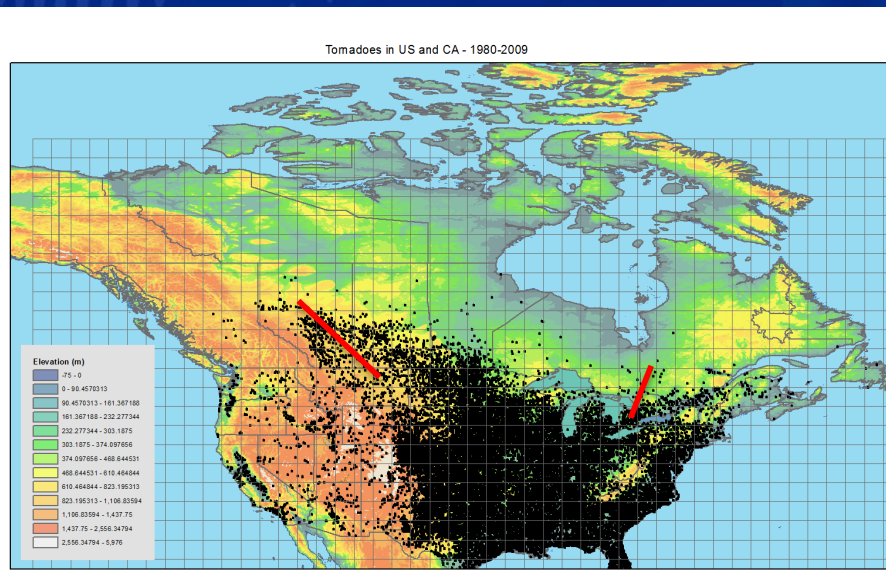 Tornadoes in US and CA - 1980-2009
Elevation (m)
-75 - 0
0 - 90.4570313
90.4570313 - 161.367188
161.367188 - 232.277344
232.277344 - 303.1875
303.1875 - 374.097656
374.097656 - 468.644531
468.644531 - 610.464844
610.464844 - 823.195313
823.195313 - 1,106.83594
1,106.83594 - 1,437.75
1,437.75 - 2,556.34794
2,556.34794 - 5,976